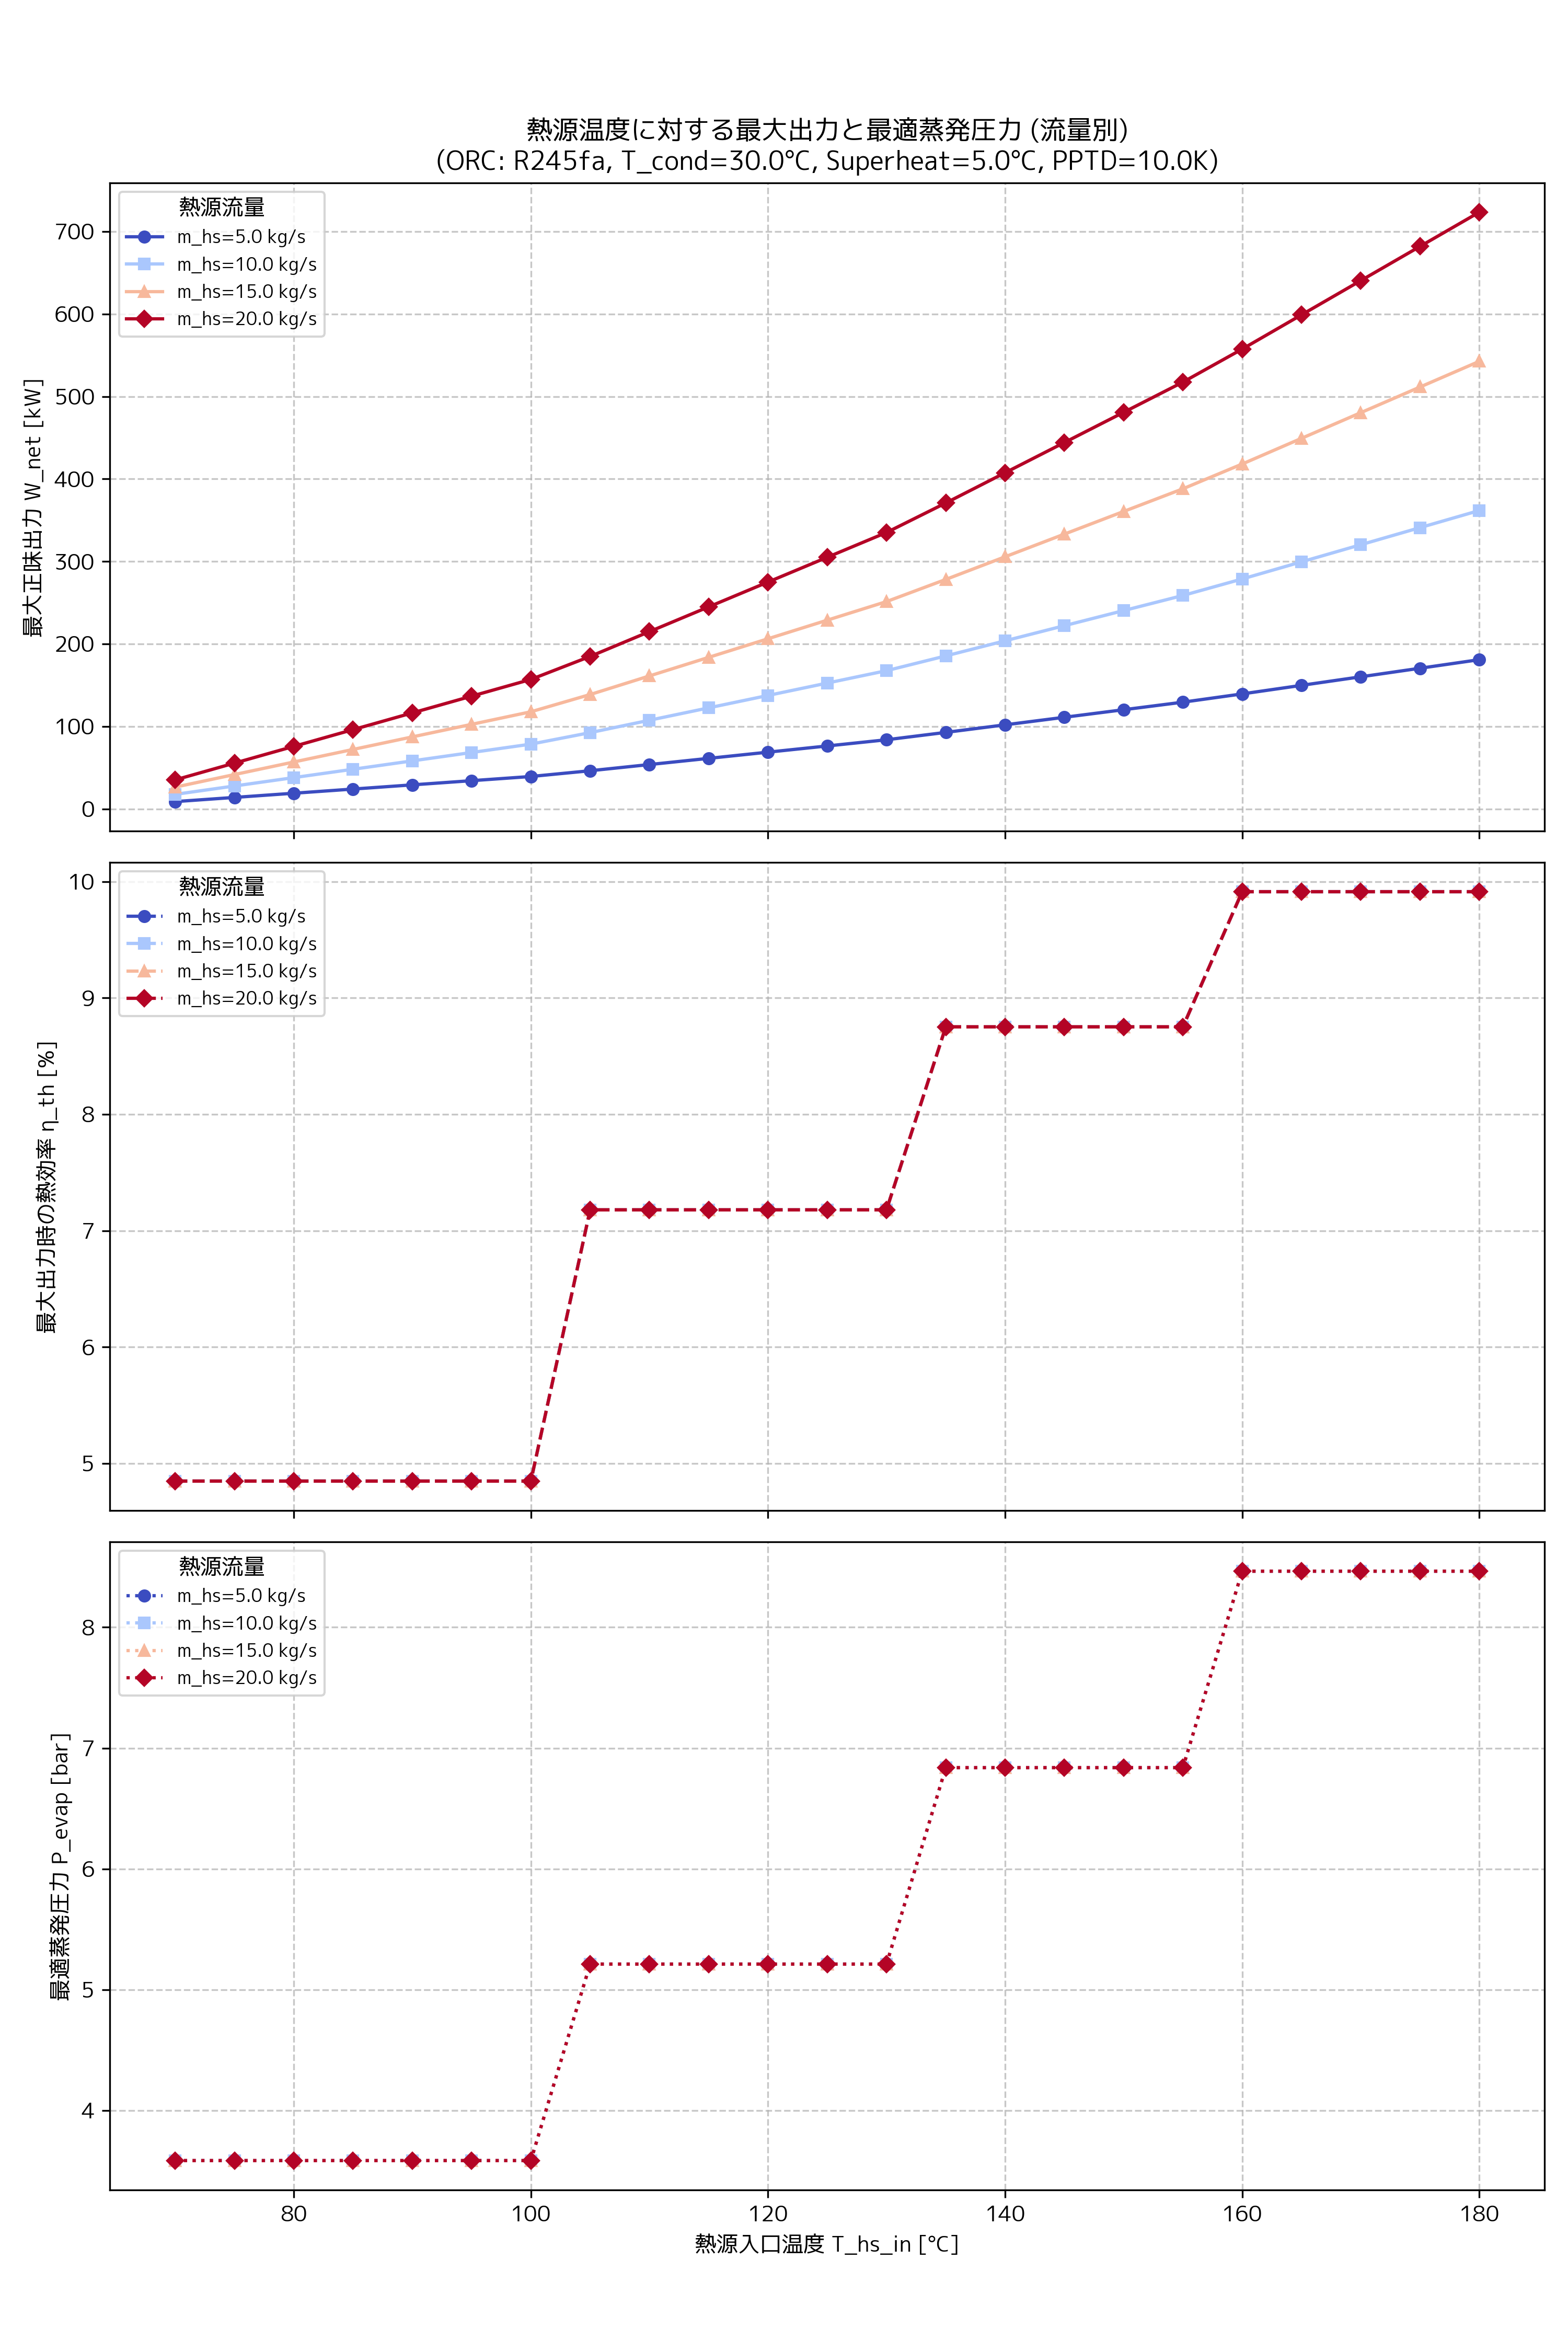 熱源温度に対する最大出力と最適蒸発圧力 (流量別)
(ORC: R245fa, T_cond=30.0°C, Superheat=5.0°C, PPTD=10.0K)
最大正味出力 W_net [kW]
700
600
500
400
300
200
100
0
熱源流量
m_hs=5.0 kg/s
m_hs=10.0 kg/s
m_hs=15.0 kg/s
m_hs=20.0 kg/s
最大出力時の熱効率 η_th [%]
10
9
8
7
6
5
熱源流量
m_hs=5.0 kg/s
m_hs=10.0 kg/s
m_hs=15.0 kg/s
m_hs=20.0 kg/s
最適蒸発圧力 P_evap [bar]
8
7
6
5
4
熱源流量
m_hs=5.0 kg/s
m_hs=10.0 kg/s
m_hs=15.0 kg/s
m_hs=20.0 kg/s
80 100 120 140 160 180
熱源入口温度 T_hs_in [°C]